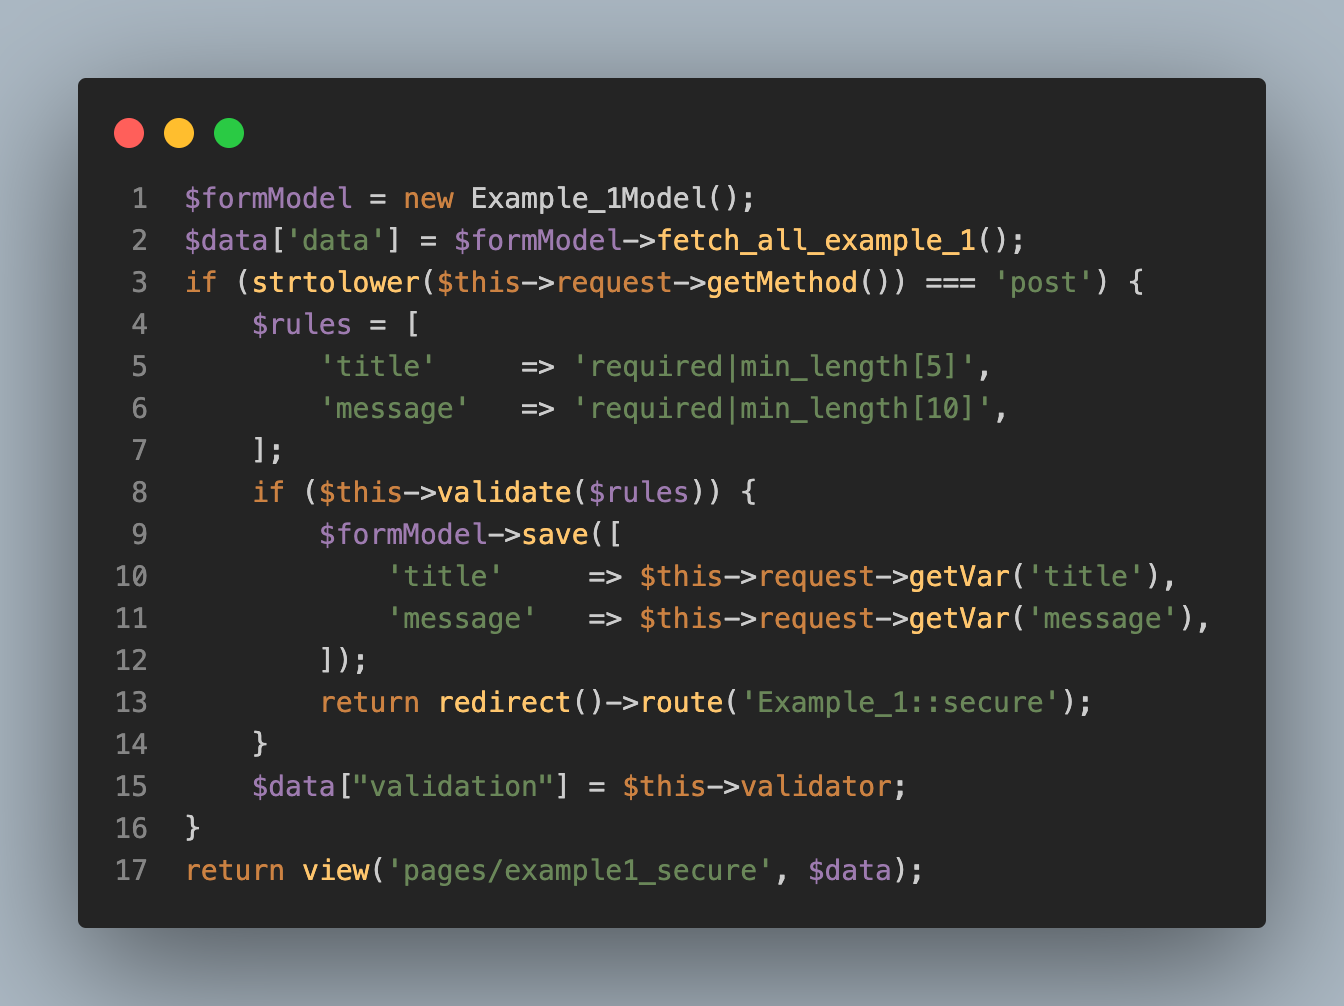 1 $formModel = new Example_1Model();
2 $data['data'] = $formModel->fetch_all_example_1();
3 if (strtolower($this->request->getMethod()) === 'post') {
4     $rules = [
5         'title'     => 'required|min_length[5]',
6         'message'   => 'required|min_length[10]',
7     ];
8     if ($this->validate($rules)) {
9         $formModel->save([
10             'title'     => $this->request->getVar('title'),
11             'message'   => $this->request->getVar('message'),
12         ]);
13         return redirect()->route('Example_1::secure');
14     }
15     $data["validation"] = $this->validator;
16 }
17 return view('pages/example1_secure', $data);